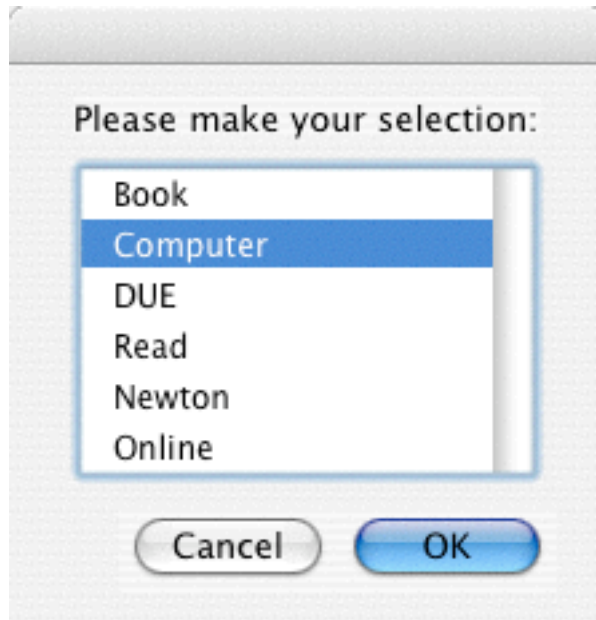 Please make your selection:
Book
Computer
DUE
Read
Newton
Online
Cancel OK